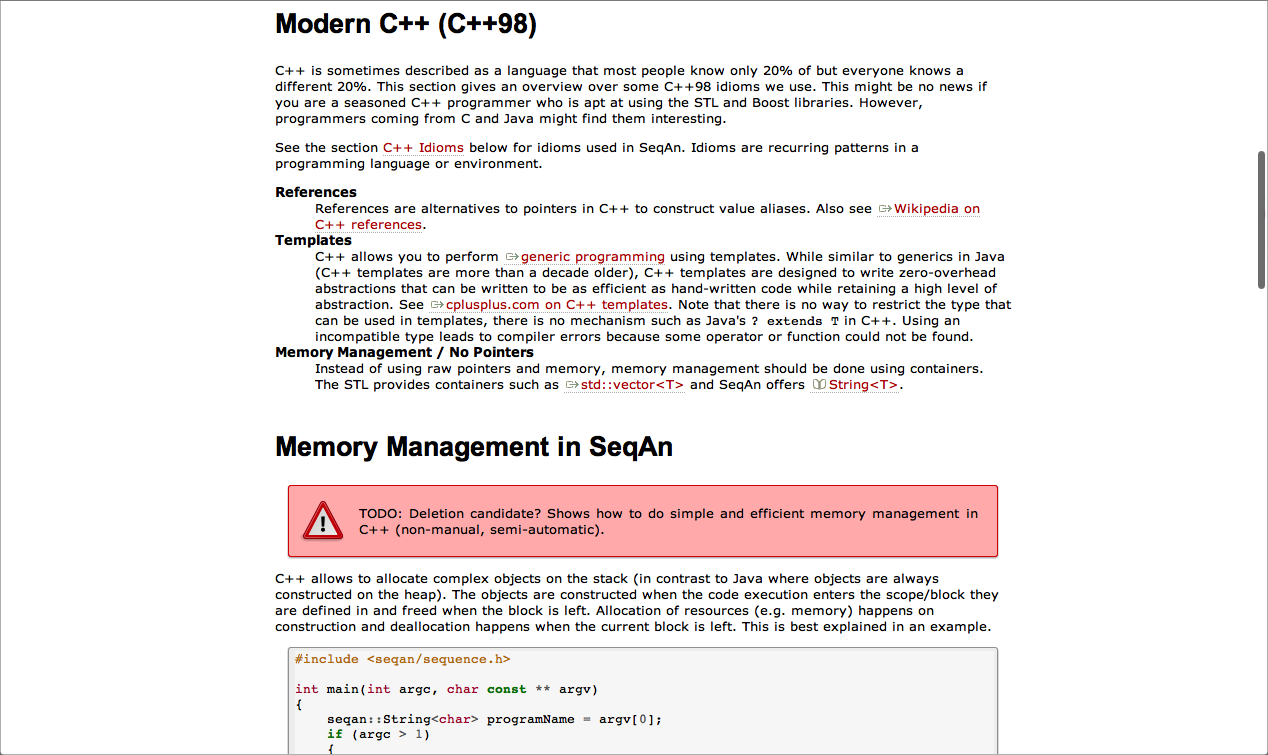 Modern C++ (C++98)
C++ is sometimes described as a language that most people know only 20% of but everyone knows a
different 20%. This section gives an overview over some C++98 idioms we use. This might be no news if
you are a seasoned C++ programmer who is apt at using the STL and Boost libraries. However,
programmers coming from C and Java might find them interesting.
See the section C++ Idioms below for idioms used in SeqAn. Idioms are recurring patterns in a
programming language or environment.
References
References are alternatives to pointers in C++ to construct value aliases. Also see Wikipedia on
C++ references.
Templates
C++ allows you to perform generic programming using templates. While similar to generics in Java
(C++ templates are more than a decade older), C++ templates are designed to write zero-overhead
abstractions that can be written to be as efficient as hand-written code while retaining a high level of
abstraction. See cplusplus.com on C++ templates. Note that there is no way to restrict the type that
can be used in templates, there is no mechanism such as Java's ? extends T in C++. Using an
incompatible type leads to compiler errors because some operator or function could not be found.
Memory Management / No Pointers
Instead of using raw pointers and memory, memory management should be done using containers.
The STL provides containers such as std::vector<T> and SeqAn offers String<T>.
Memory Management in SeqAn
TODO: Deletion candidate? Shows how to do simple and efficient memory management in
C++ (non-manual, semi-automatic).
C++ allows to allocate complex objects on the stack (in contrast to Java where objects are always
constructed on the heap). The objects are constructed when the code execution enters the scope/block they
are defined in and freed when the block is left. Allocation of resources (e.g. memory) happens on
construction and deallocation happens when the current block is left. This is best explained in an example.
#include <seqan/sequence.h>
int main(int argc, char const ** argv)
{
    seqan::String<char> programName = argv[0];
    if (argc > 1)
    {